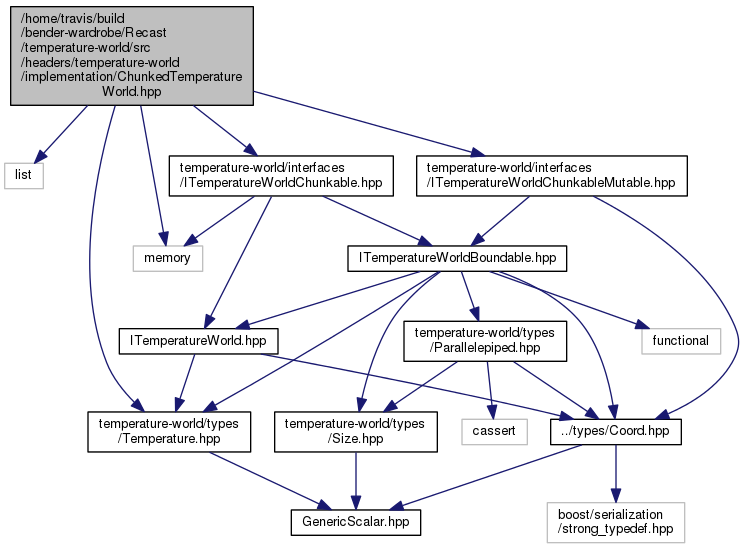 /home/travis/build
/bender-wardrobe/Recast
/temperature-world/src
/headers/temperature-world
/implementation/ChunkedTemperature
World.hpp
list
temperature-world/interfaces
/ITemperatureWorldChunkable.hpp
temperature-world/interfaces
/ITemperatureWorldChunkableMutable.hpp
memory
ITemperatureWorldBoundable.hpp
ITemperatureWorld.hpp
temperature-world/types
/Parallelepiped.hpp
functional
temperature-world/types
/Temperature.hpp
temperature-world/types
/Size.hpp
cassert
../types/Coord.hpp
GenericScalar.hpp
boost/serialization
/strong_typedef.hpp